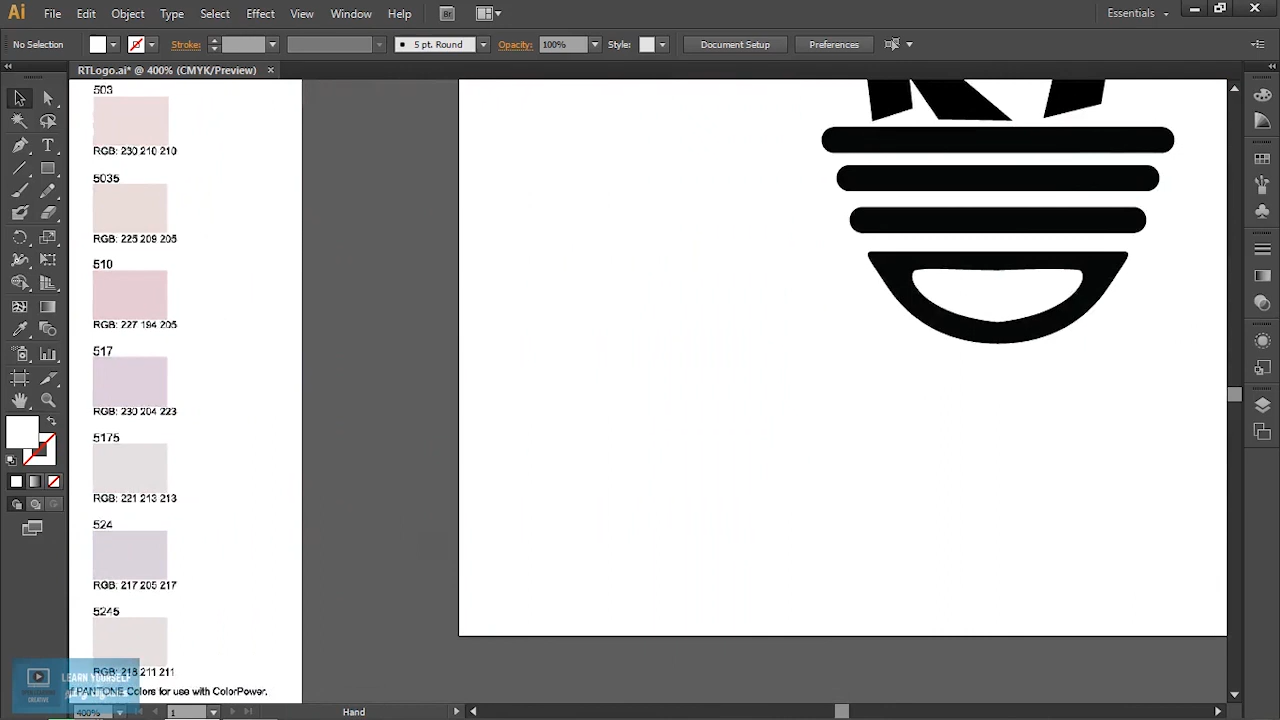 Ai File Edit Object Type Select Effect View Window Help Br Essentials
No Selection Stroke: 5 pt. Round Opacity: 100% Style: Document Setup Preferences
RTLogo.ai* @ 400% (CMYK/Preview)
503
RGB: 230 210 210
5035
RGB: 225 209 205
510
RGB: 227 194 205
517
RGB: 230 204 223
5175
RGB: 221 213 213
524
RGB: 217 205 217
5245
RGB: 218 211 211
LEARN YOURSELF
CREATIVE
f PANTONE Colors for use with ColorPower.
400% 1 Hand